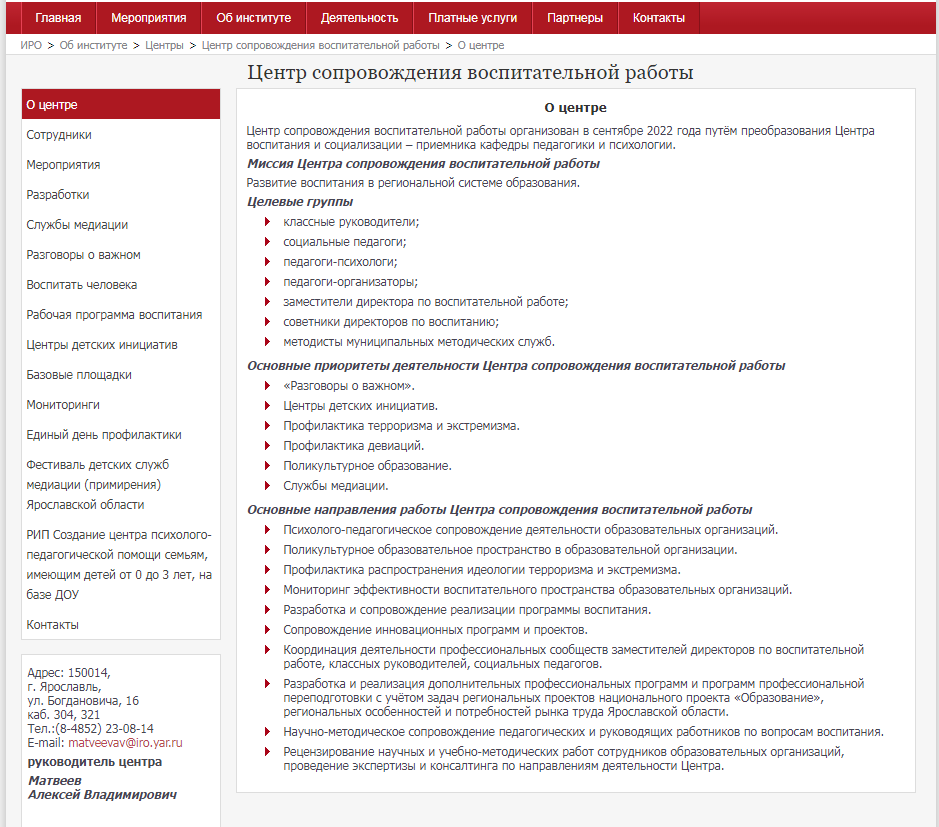 Главная Мероприятия Об институте Деятельность Платные услуги Партнеры Контакты
ИРО > Об институте > Центры > Центр сопровождения воспитательной работы > О центре
Центр сопровождения воспитательной работы
О центре
Сотрудники
Мероприятия
Разработки
Службы медиации
Разговоры о важном
Воспитать человека
Рабочая программа воспитания
Центры детских инициатив
Базовые площадки
Мониторинги
Единый день профилактики
Фестиваль детских служб
медиации (примирения)
Ярославской области
РИП Создание центра психолого-
педагогической помощи семьям,
имеющим детей от 0 до 3 лет, на
базе ДОУ
Контакты
Адрес: 150014,
г. Ярославль,
ул. Богдановича, 16
каб. 304, 321
Тел.:(8-4852) 23-08-14
E-mail: matveevav@iro.yar.ru
руководитель центра
Матвеев
Алексей Владимирович
О центре
Центр сопровождения воспитательной работы организован в сентябре 2022 года путём преобразования Центра
воспитания и социализации – приемника кафедры педагогики и психологии.
Миссия Центра сопровождения воспитательной работы
Развитие воспитания в региональной системе образования.
Целевые группы
классные руководители;
социальные педагоги;
педагоги-психологи;
педагоги-организаторы;
заместители директора по воспитательной работе;
советники директоров по воспитанию;
методисты муниципальных методических служб.
Основные приоритеты деятельности Центра сопровождения воспитательной работы
«Разговоры о важном».
Центры детских инициатив.
Профилактика терроризма и экстремизма.
Профилактика девиаций.
Поликультурное образование.
Службы медиации.
Основные направления работы Центра сопровождения воспитательной работы
Психолого-педагогическое сопровождение деятельности образовательных организаций.
Поликультурное образовательное пространство в образовательной организации.
Профилактика распространения идеологии терроризма и экстремизма.
Мониторинг эффективности воспитательного пространства образовательных организаций.
Разработка и сопровождение реализации программы воспитания.
Сопровождение инновационных программ и проектов.
Координация деятельности профессиональных сообществ заместителей директоров по воспитательной
работе, классных руководителей, социальных педагогов.
Разработка и реализация дополнительных профессиональных программ и программ профессиональной
переподготовки с учётом задач региональных проектов национального проекта «Образование»,
региональных особенностей и потребностей рынка труда Ярославской области.
Научно-методическое сопровождение педагогических и руководящих работников по вопросам воспитания.
Рецензирование научных и учебно-методических работ сотрудников образовательных организаций,
проведение экспертизы и консалтинга по направлениям деятельности Центра.